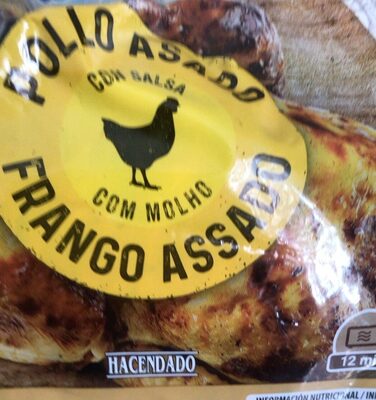 POLLO ASADO
CON SALSA
COM MOLHO
FRANGO ASSADO
HACENDADO
12
INFORMACIÓN NUTRICIONAL